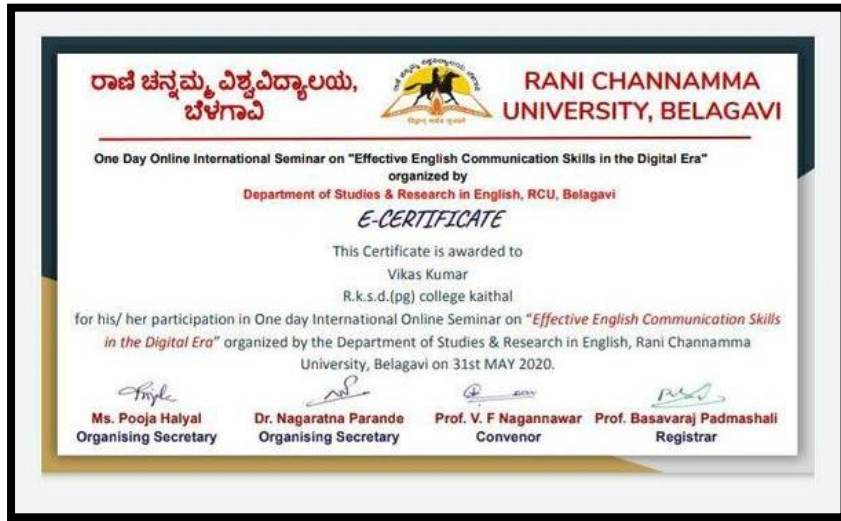 ರಾಣಿ ಚನ್ನಮ್ಮ ವಿಶ್ವವಿದ್ಯಾಲಯ,
ಬೆಳಗಾವಿ
RANI CHANNAMMA
UNIVERSITY, BELAGAVI
One Day Online International Seminar on "Effective English Communication Skills in the Digital Era"
organized by
Department of Studies & Research in English, RCU, Belagavi
E-CERTIFICATE
This Certificate is awarded to
Vikas Kumar
R.k.s.d.(pg) college kaithal
for his/ her participation in One day International Online Seminar on "Effective English Communication Skills
in the Digital Era" organized by the Department of Studies & Research in English, Rani Channamma
University, Belagavi on 31st MAY 2020.
Ms. Pooja Halyal Dr. Nagaratna Parande Prof. V. F Nagannawar Prof. Basavaraj Padmashali
Organising Secretary Organising Secretary Convenor Registrar